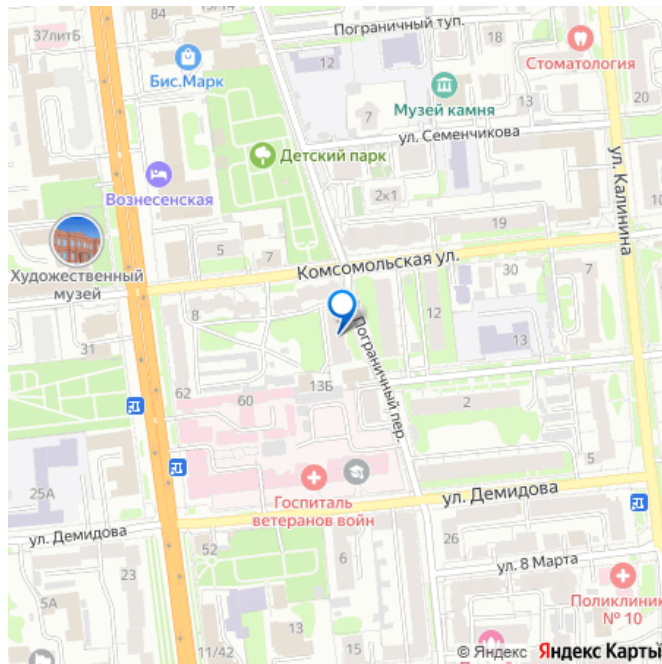 37литБ
84
Бис.Марк
Пограничный туп.
18
Стоматология
12
Музей камня
13
20
7
ул. Семенчикова
Детский парк
ул. Калинина
Вознесенская
2к1
19
10
5
7
Комсомольская ул.
Художественный
музей
30
7
8
12
13
31
Пограничный пер.
62
60
13Б
2
5
25А
Госпиталь
ветеранов войн
ул. Демидова
ул. Демидова
52
6
26
ул. 8 Марта
23
5А
Поликлиник
№ 10
13
15
11/42
© Яндекс Яндекс Карты